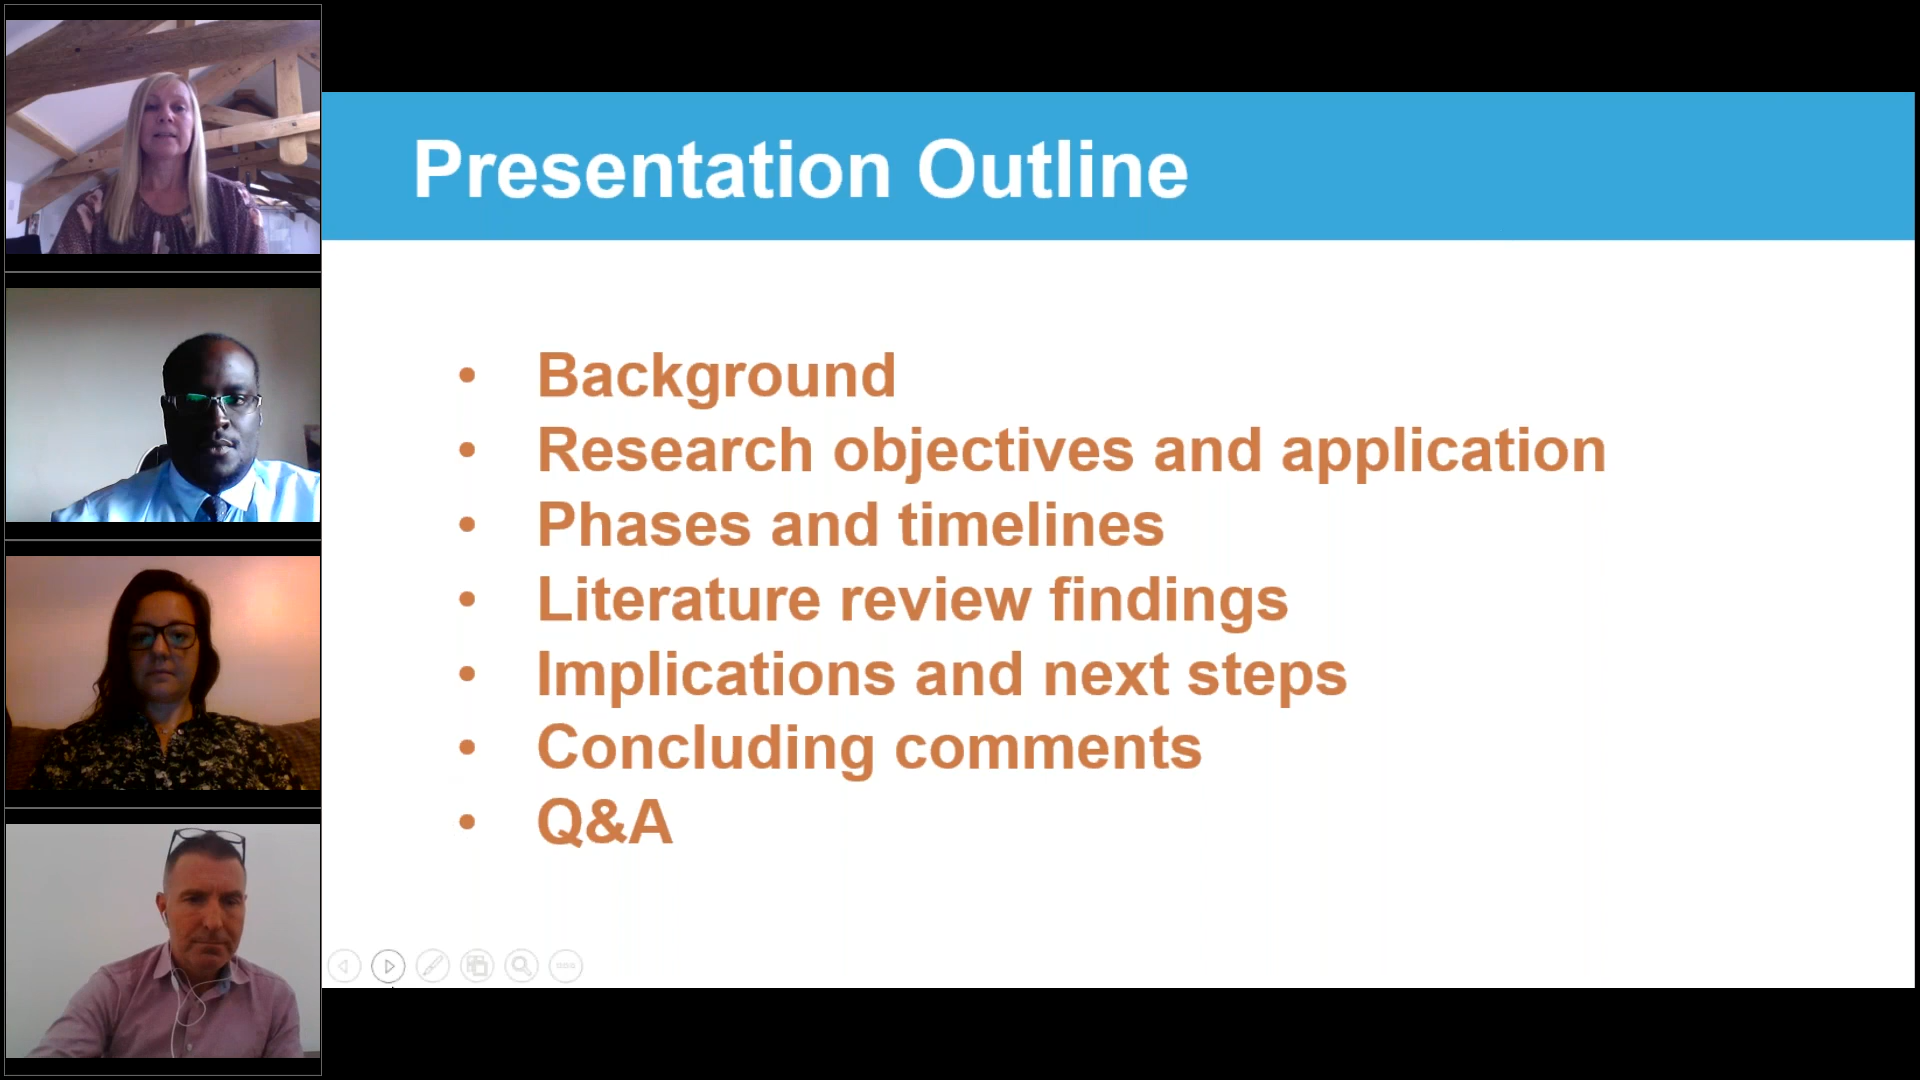 Presentation Outline
• Background
• Research objectives and application
• Phases and timelines
• Literature review findings
• Implications and next steps
• Concluding comments
• Q&A